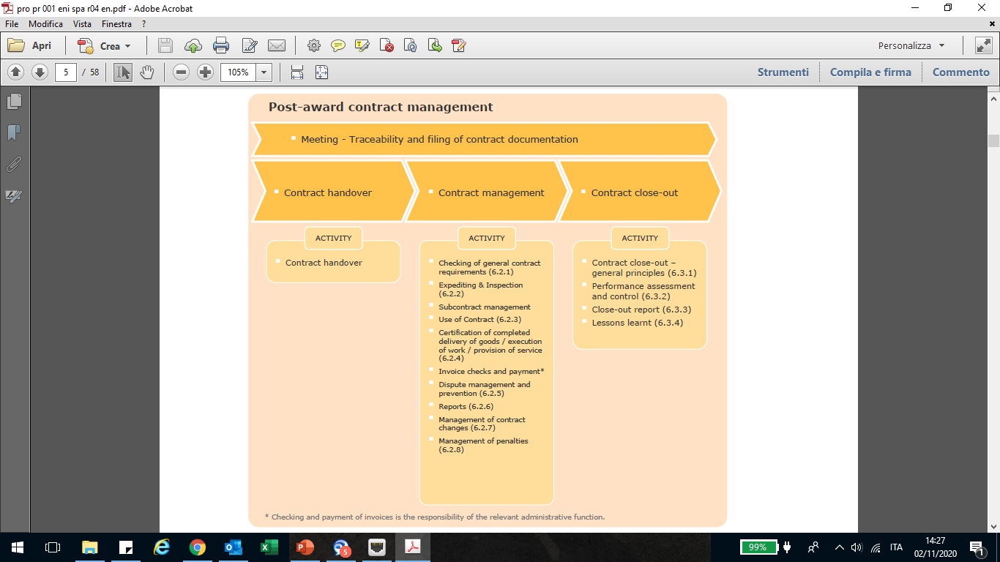 pro pr 001 eni spa r04 en.pdf - Adobe Acrobat
File Modifica Vista Finestra ?
Apri Crea Personalizza
5 / 58 105% Strumenti Compila e firma Commento
Post-award contract management
Meeting - Traceability and filing of contract documentation
Contract handover
Contract management
Contract close-out
ACTIVITY
Contract handover
ACTIVITY
Checking of general contract
requirements (6.2.1)
Expediting & Inspection
(6.2.2)
Subcontract management
Use of Contract (6.2.3)
Certification of completed
delivery of goods / execution
of work / provision of service
(6.2.4)
Invoice checks and payment*
Dispute management and
prevention (6.2.5)
Reports (6.2.6)
Management of contract
changes (6.2.7)
Management of penalties
(6.2.8)
ACTIVITY
Contract close-out –
general principles (6.3.1)
Performance assessment
and control (6.3.2)
Close-out report (6.3.3)
Lessons learnt (6.3.4)
* Checking and payment of invoices is the responsibility of the relevant administrative function.
99% ITA 14:27
02/11/2020
5
1